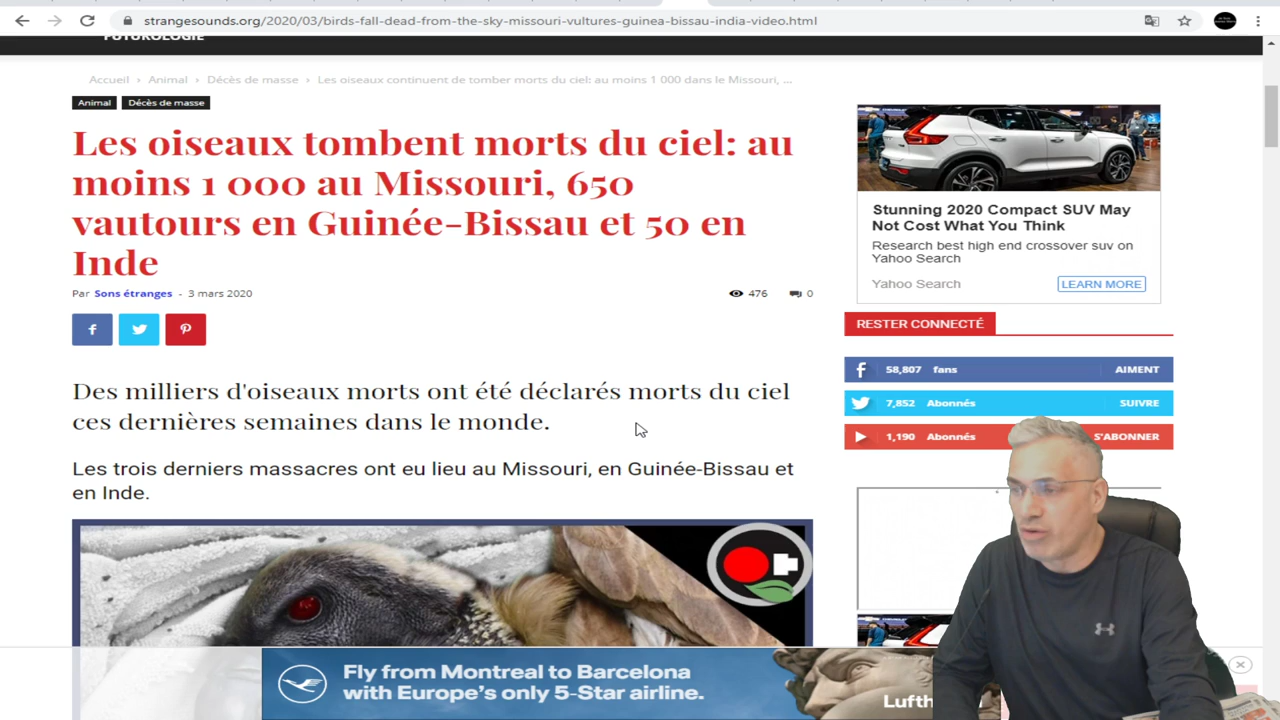 strangesounds.org/2020/03/birds-fall-dead-from-the-sky-missouri-vultures-guinea-bissau-india-video.html
FUTUROLOGIE
Accueil › Animal › Décès de masse › Les oiseaux continuent de tomber morts du ciel: au moins 1 000 dans le Missouri, ...
Animal Décès de masse
Les oiseaux tombent morts du ciel: au
moins 1 000 au Missouri, 650
vautours en Guinée-Bissau et 50 en
Inde
Par Sons étranges - 3 mars 2020 476 0
Des milliers d'oiseaux morts ont été déclarés morts du ciel
ces dernières semaines dans le monde.
Les trois derniers massacres ont eu lieu au Missouri, en Guinée-Bissau et
en Inde.
Stunning 2020 Compact SUV May
Not Cost What You Think
Research best high end crossover suv on
Yahoo Search
Yahoo Search LEARN MORE
RESTER CONNECTÉ
58,807 fans AIMENT
7,852 Abonnés SUIVRE
1,190 Abonnés S'ABONNER
Fly from Montreal to Barcelona
with Europe's only 5-Star airline.